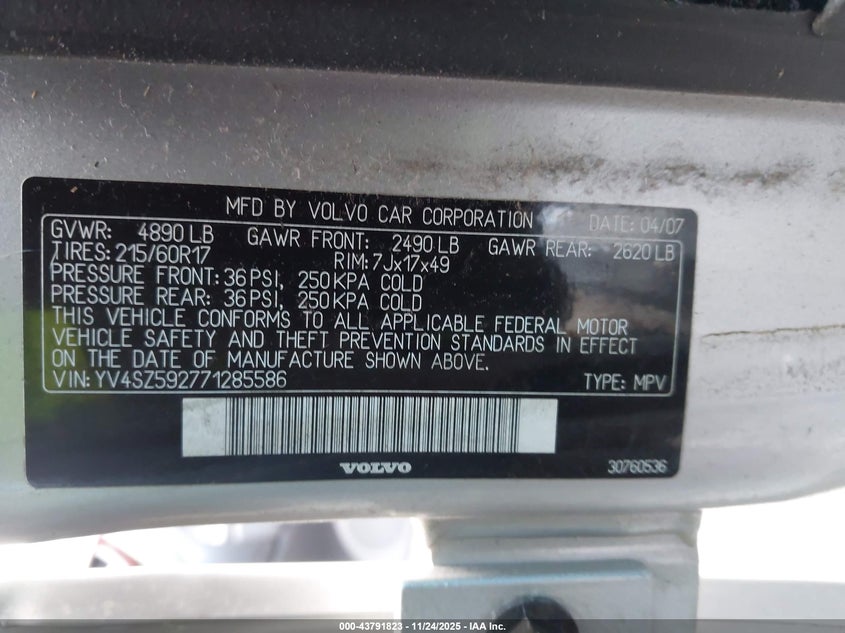 MFD BY VOLVO CAR CORPORATION DATE: 04/07
GVWR: 4890 LB GAWR FRONT: 2490 LB GAWR REAR: 2620 LB
TIRES: 215/60R17 RIM: 7Jx17x49
PRESSURE FRONT: 36 PSI, 250 KPA COLD
PRESSURE REAR: 36 PSI, 250 KPA COLD
THIS VEHICLE CONFORMS TO ALL APPLICABLE FEDERAL MOTOR
VEHICLE SAFETY AND THEFT PREVENTION STANDARDS IN EFFECT
ON THE DATE OF MANUFACTURE SHOWN ABOVE.
VIN: YV4SZ592771285586 TYPE: MPV
VOLVO 30760536
000-43791823 - 11/24/2025 - IAA Inc.